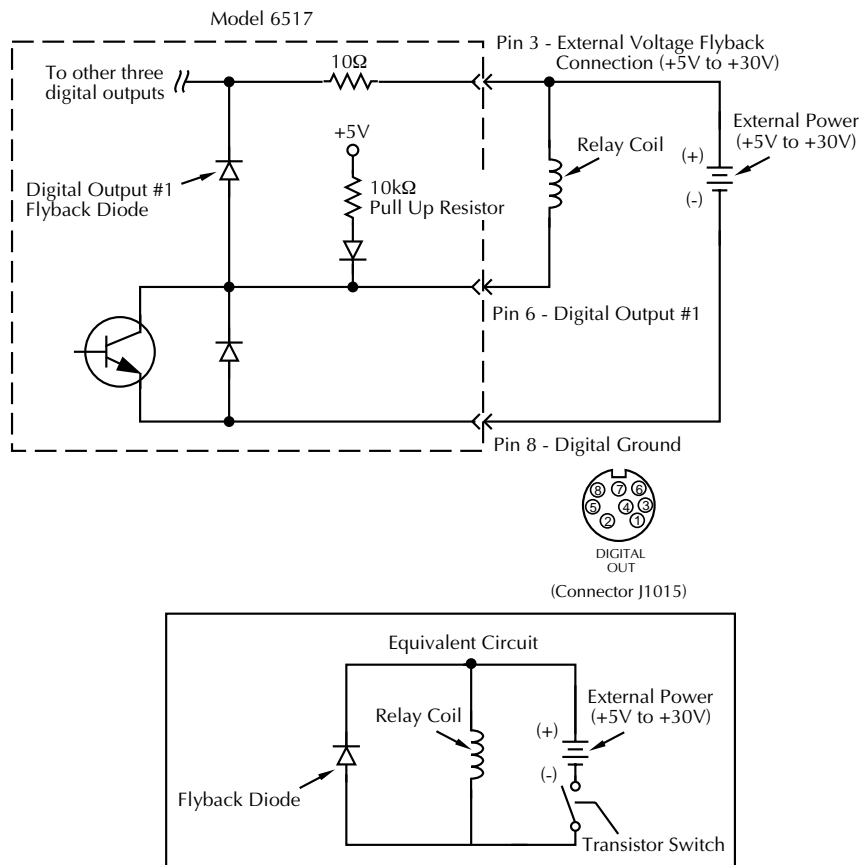 Model 6517
Pin 3 - External Voltage Flyback
Connection (+5V to +30V)
To other three
digital outputs
10Ω
+5V
10kΩ
Pull Up Resistor
Digital Output #1
Flyback Diode
Relay Coil
External Power
(+5V to +30V)
(+)
(-)
Pin 6 - Digital Output #1
Pin 8 - Digital Ground
8 7 6
5 4 3
2 1
DIGITAL
OUT
(Connector J1015)
Equivalent Circuit
Relay Coil
External Power
(+5V to +30V)
(+)
(-)
Flyback Diode
Transistor Switch